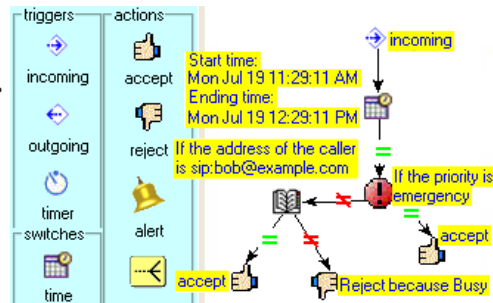 triggers
incoming
outgoing
timer
switches
time
actions
accept
reject
alert
incoming
Start time:
Mon Jul 19 11:29:11 AM
Ending time:
Mon Jul 19 12:29:11 PM
If the address of the caller
is sip:bob@example.com
If the priority is
emergency
accept
accept
Reject because Busy